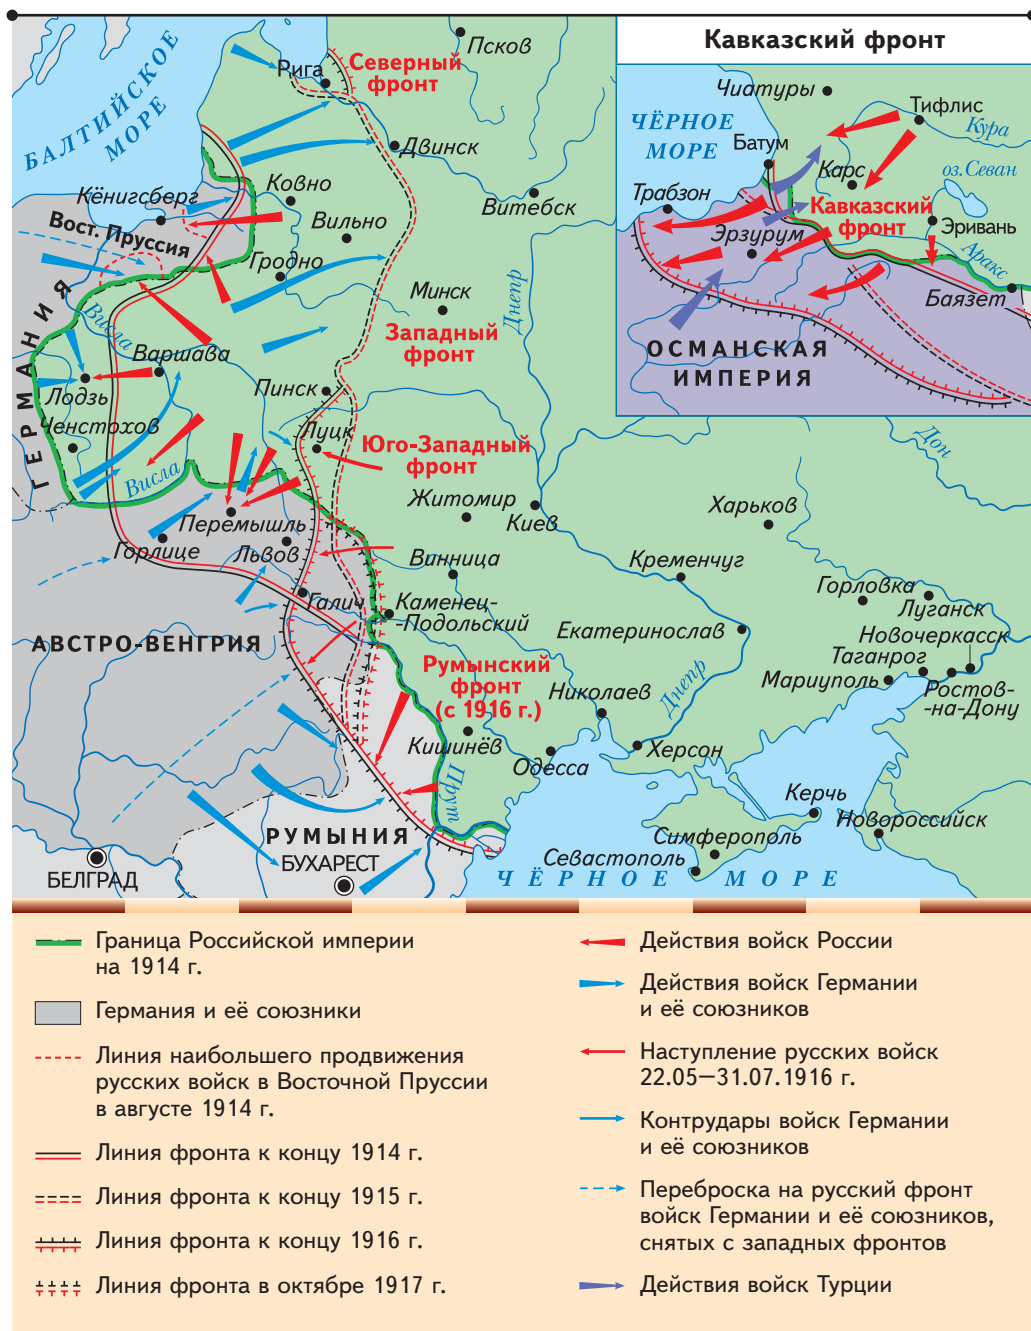 Псков
Рига
Северный
фронт
БАЛТИЙСКОЕ
МОРЕ
Двинск
Кёнигсберг
Ковно
Витебск
Вост. Пруссия
Вильно
Гродно
Днепр
Минск
ГЕРМАНИЯ
Висла
Западный
фронт
Варшава
Лодзь
Пинск
Ченстохов
Луцк
Юго-Западный
фронт
Висла
Житомир
Киев
Перемышль
Горлице
Львов
Винница
Галич
Каменец-
-Подольский
АВСТРО-ВЕНГРИЯ
Румынский
фронт
(с 1916 г.)
Кишинёв
Прут
РУМЫНИЯ
БУХАРЕСТ
БЕЛГРАД
Дон
Харьков
Кременчуг
Горловка
Луганск
Екатеринослав
Новочеркасск
Таганрог
Мариуполь
Ростов-
-на-Дону
Днепр
Николаев
Херсон
Одесса
Керчь
Новороссийск
Симферополь
Севастополь
ЧЁРНОЕ МОРЕ
Кавказский фронт
Чиатуры
Тифлис
Кура
ЧЁРНОЕ
МОРЕ
Батум
Карс
оз. Севан
Трабзон
Кавказский
фронт
Эрзурум
Эривань
Аракс
Баязет
ОСМАНСКАЯ
ИМПЕРИЯ
Граница Российской империи
на 1914 г.
Германия и её союзники
Линия наибольшего продвижения
русских войск в Восточной Пруссии
в августе 1914 г.
Линия фронта к концу 1914 г.
Линия фронта к концу 1915 г.
Линия фронта к концу 1916 г.
Линия фронта в октябре 1917 г.
Действия войск России
Действия войск Германии
и её союзников
Наступление русских войск
22.05—31.07.1916 г.
Контрудары войск Германии
и её союзников
Переброска на русский фронт
войск Германии и её союзников,
снятых с западных фронтов
Действия войск Турции